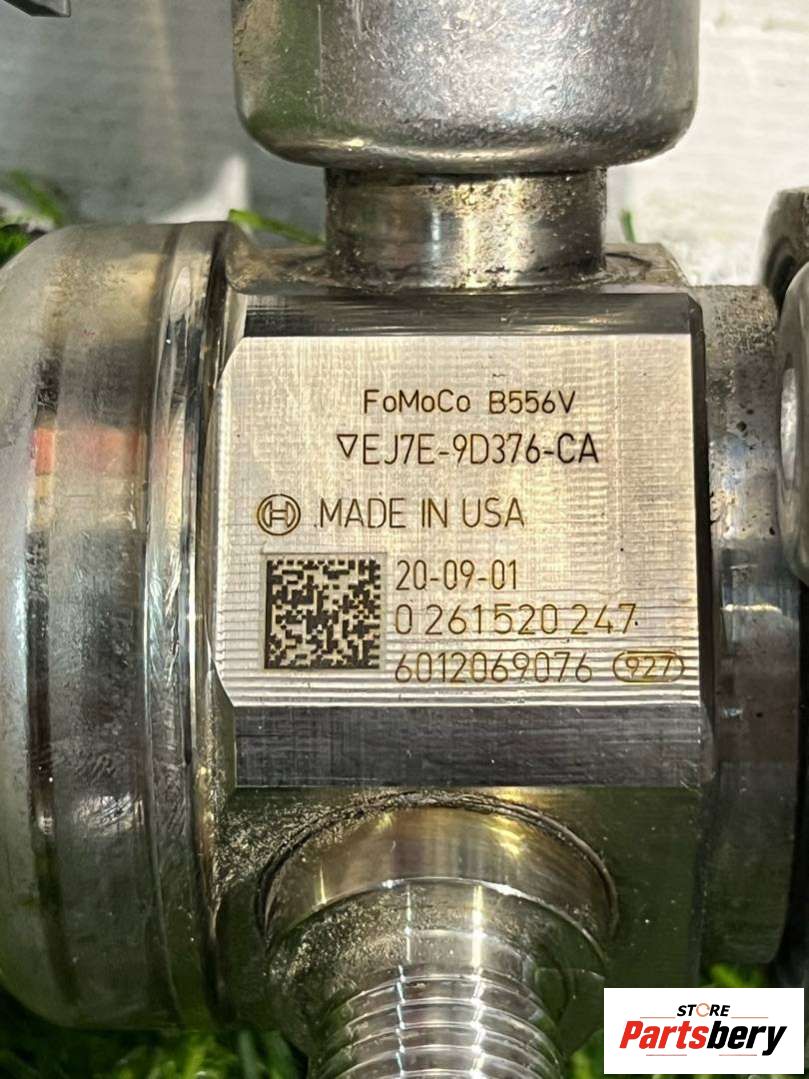 FoMoCo B556V
▽EJ7E-9D376-CA
MADE IN USA
20-09-01
0 261 520 247
6012069076 927
STORE
Partsbery